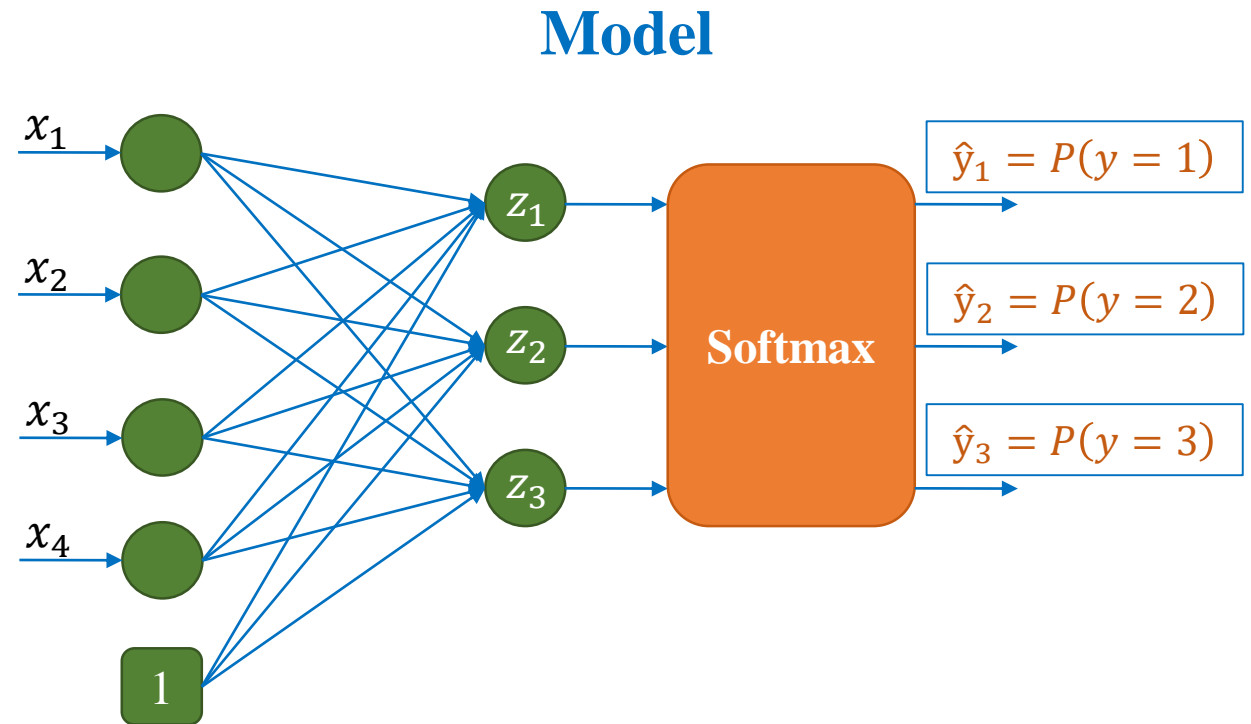 Model
x₁
x₂
x₃
x₄
1
z₁
z₂
z₃
Softmax
ŷ₁ = P(y = 1)
ŷ₂ = P(y = 2)
ŷ₃ = P(y = 3)